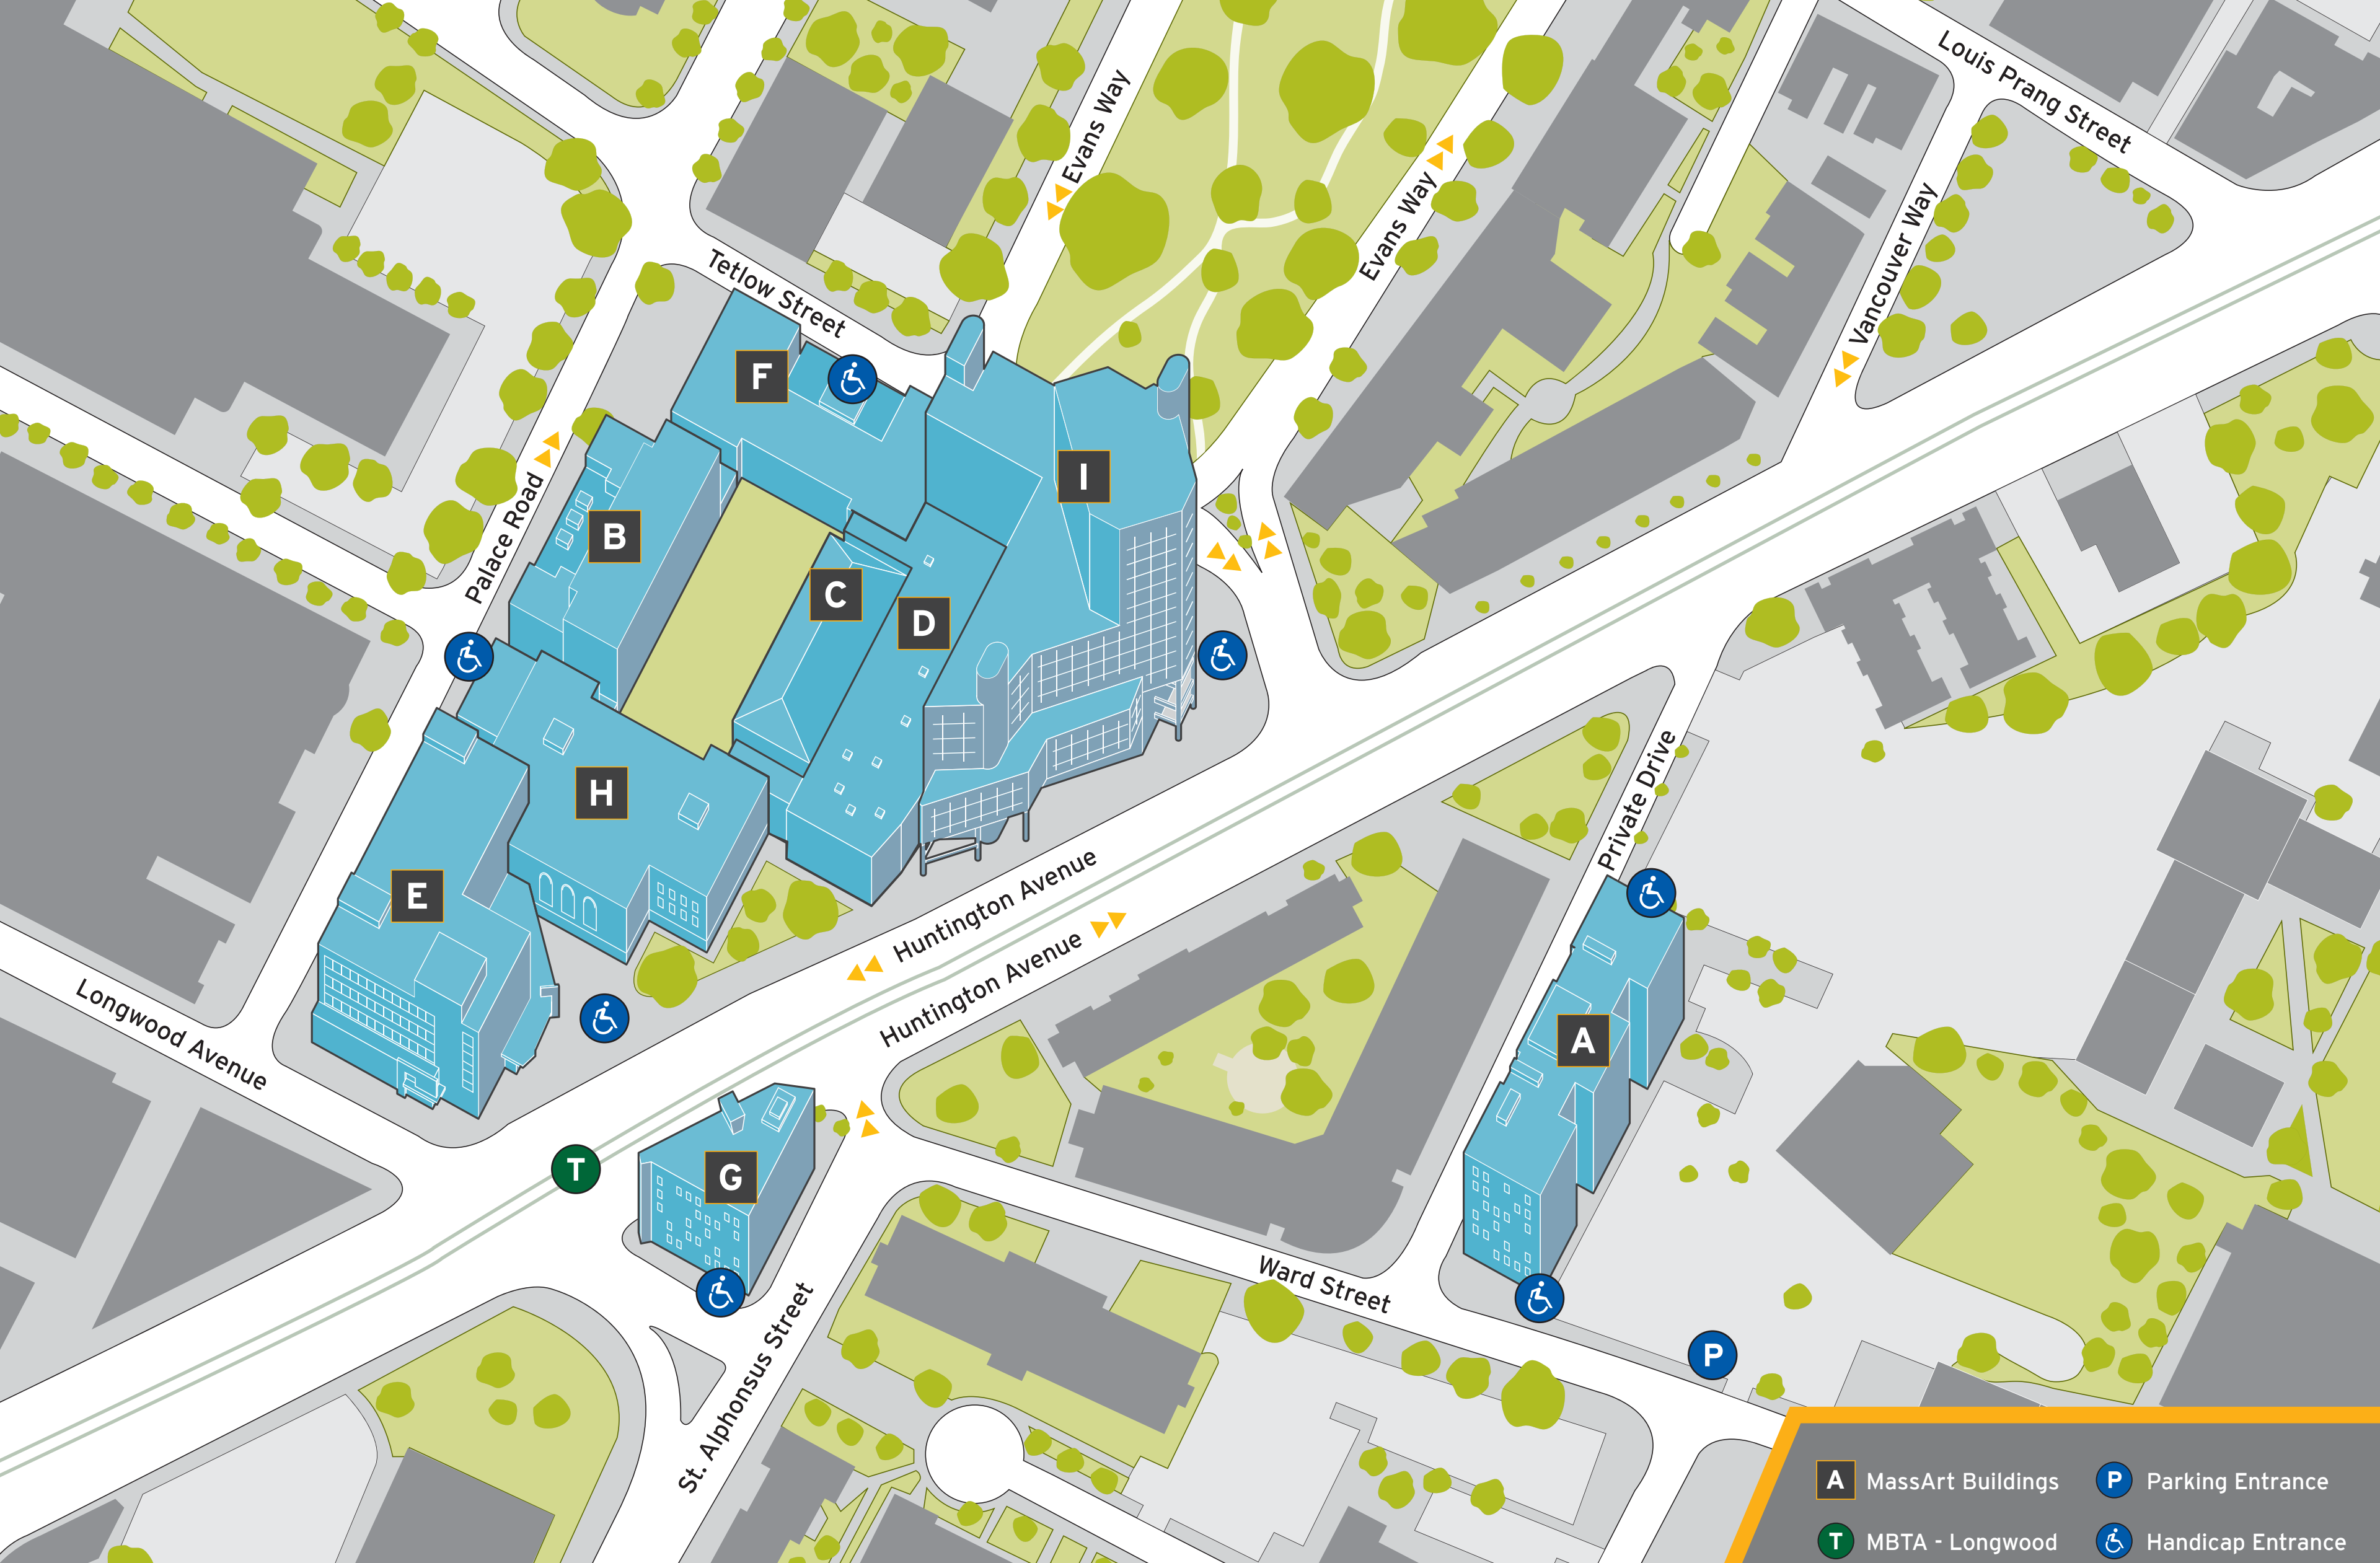 Louis Prang Street
Evans Way
Evans Way
Vancouver Way
Tetlow Street
F
I
B
C
D
Palace Road
H
Private Drive
E
Huntington Avenue
Huntington Avenue
Longwood Avenue
A
T
G
Ward Street
St. Alphonsus Street
P
A MassArt Buildings
P Parking Entrance
T MBTA - Longwood
Handicap Entrance